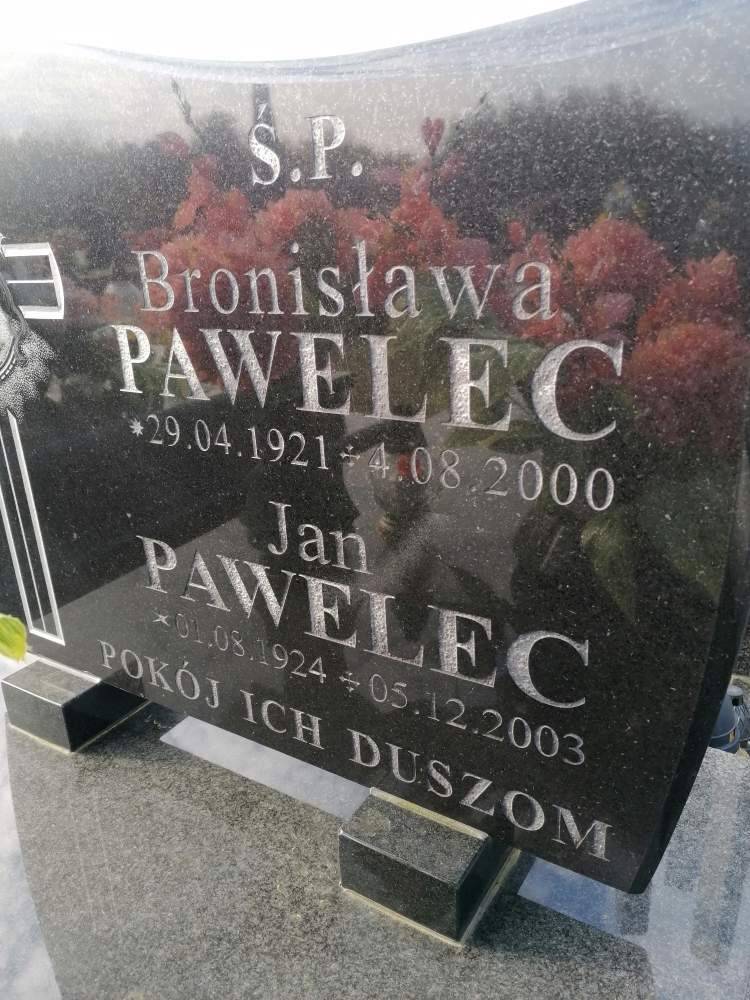 Ś.P.
Bronisława
PAWELEC
*29.04.1921 ÷ 4.08.2000
Jan
PAWELEC
*01.08.1924 ÷ 05.12.2003
POKÓJ ICH DUSZOM